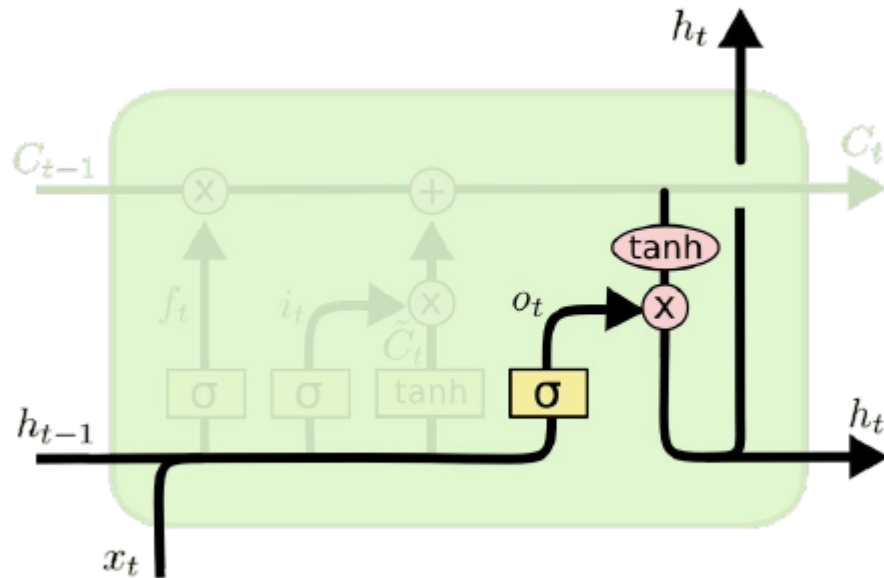 h_t
C_{t-1}
C_t
x
+
tanh
f_t
i_t
x
o_t
x
C̃_t
σ
σ
tanh
σ
h_{t-1}
h_t
x_t